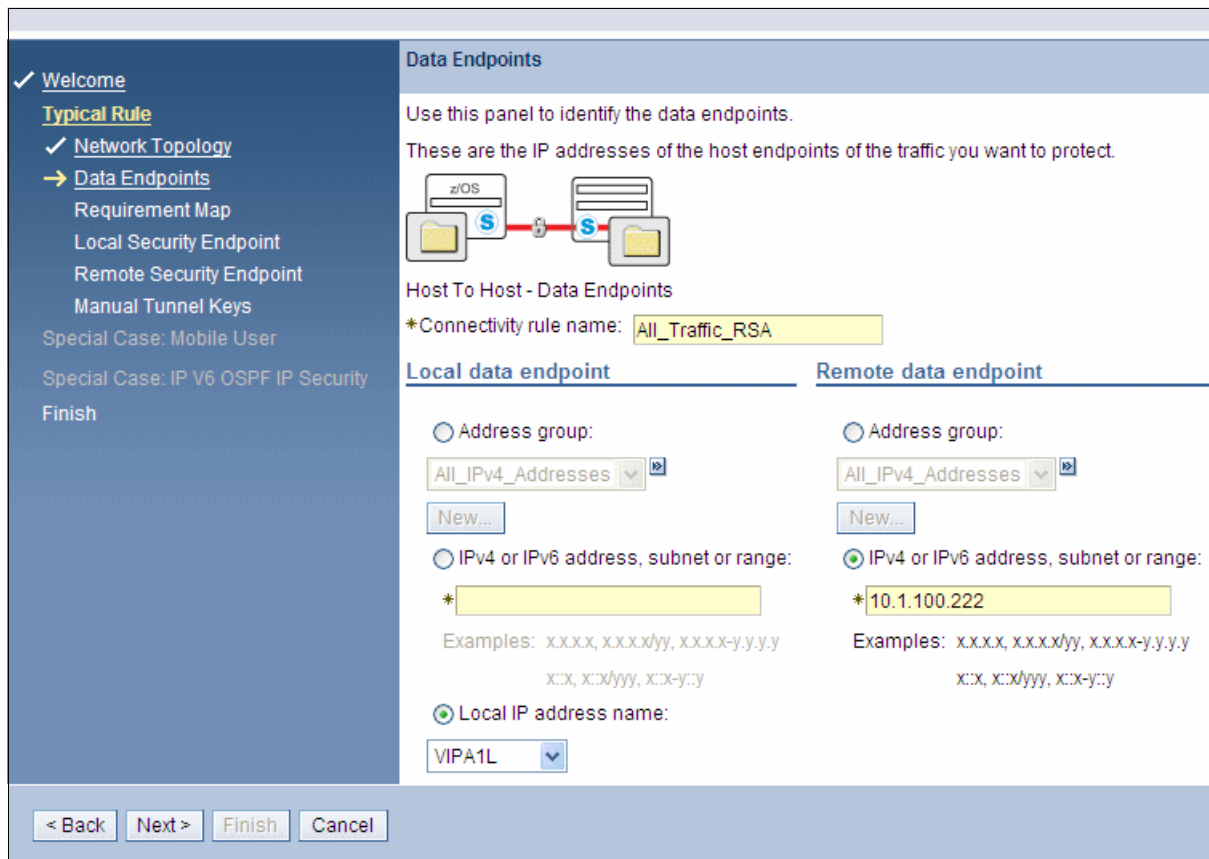 Welcome
Typical Rule
Network Topology
Data Endpoints
Requirement Map
Local Security Endpoint
Remote Security Endpoint
Manual Tunnel Keys
Special Case: Mobile User
Special Case: IP V6 OSPF IP Security
Finish
Data Endpoints
Use this panel to identify the data endpoints.
These are the IP addresses of the host endpoints of the traffic you want to protect.
z/OS
S
S
Host To Host - Data Endpoints
*Connectivity rule name: All_Traffic_RSA
Local data endpoint
Address group:
All_IPv4_Addresses
New...
IPv4 or IPv6 address, subnet or range:
*
Examples: x.x.x.x, x.x.x.x/yy, x.x.x.x-y.y.y.y
x::x, x::x/yyy, x::x-y::y
Local IP address name:
VIPA1L
Remote data endpoint
Address group:
All_IPv4_Addresses
New...
IPv4 or IPv6 address, subnet or range:
*10.1.100.222
Examples: x.x.x.x, x.x.x.x/yy, x.x.x.x-y.y.y.y
x::x, x::x/yyy, x::x-y::y
< Back Next > Finish Cancel